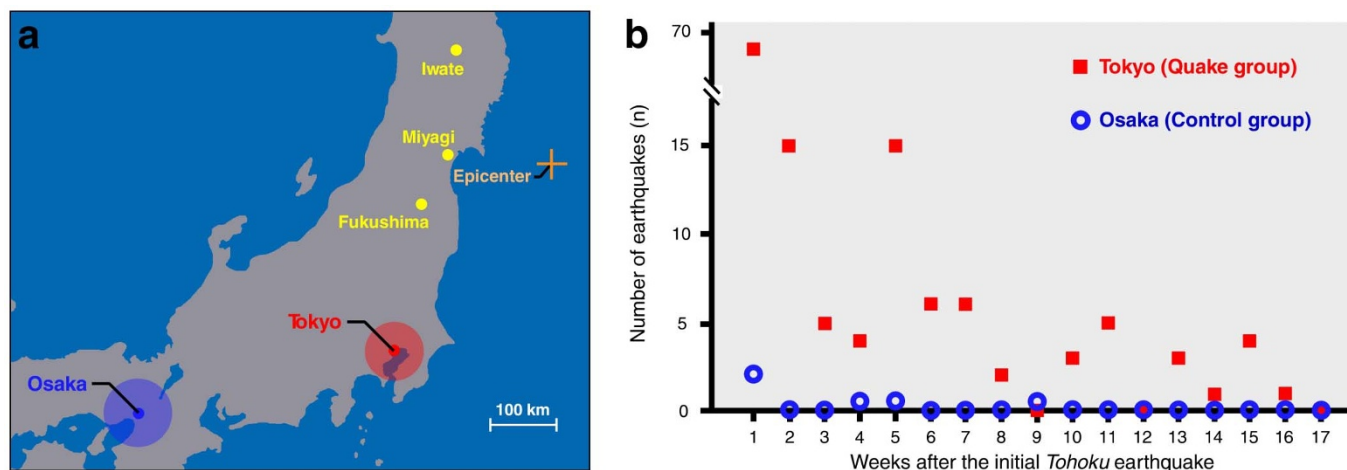 a
Iwate
Miyagi
Epicenter
Fukushima
Tokyo
Osaka
100 km
b
Number of earthquakes (n)
70
15
10
5
0
Tokyo (Quake group)
Osaka (Control group)
1 2 3 4 5 6 7 8 9 10 11 12 13 14 15 16 17
Weeks after the initial Tohoku earthquake